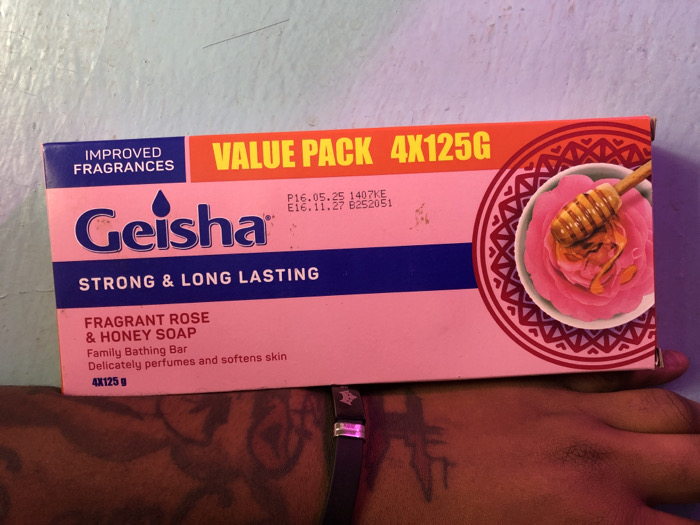 IMPROVED
FRAGRANCES
VALUE PACK 4X125G
Geisha®
P16.05.25 1407KE
E16.11.27 B252051
STRONG & LONG LASTING
FRAGRANT ROSE
& HONEY SOAP
Family Bathing Bar
Delicately perfumes and softens skin
4X125 g